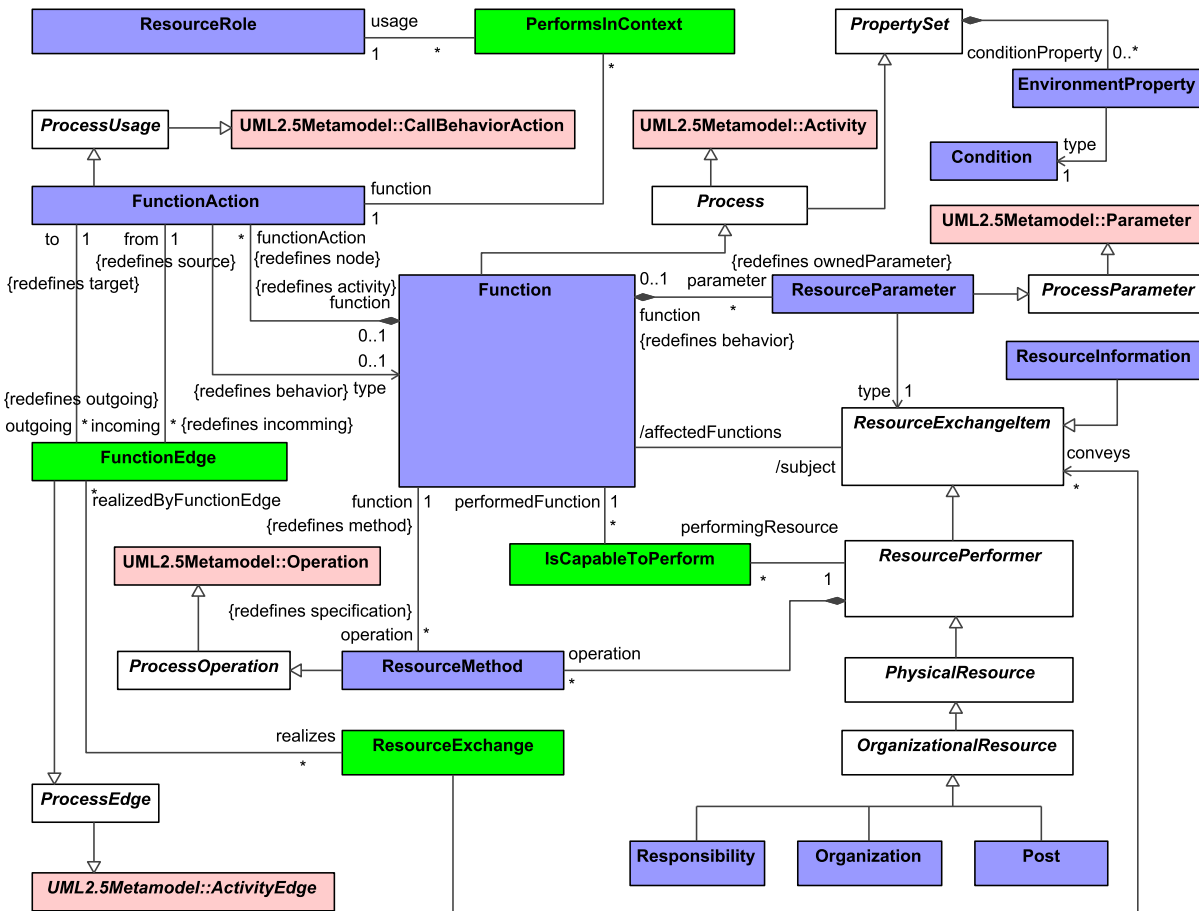 ResourceRole
usage
1
*
PerformsInContext
*
PropertySet
conditionProperty
0..*
EnvironmentProperty
ProcessUsage
UML2.5Metamodel::CallBehaviorAction
UML2.5Metamodel::Activity
type
1
Condition
FunctionAction
function
1
Process
UML2.5Metamodel::Parameter
to
1
from
1
*
functionAction
{redefines source}
{redefines node}
{redefines target}
{redefines activity}
function
0..1
0..1
{redefines behavior}
type
Function
0..1
{redefines ownedParameter}
parameter
*
function
{redefines behavior}
ResourceParameter
ProcessParameter
ResourceInformation
type
1
{redefines outgoing}
outgoing
*
incoming
*
{redefines incomming}
ResourceExchangeItem
/affectedFunctions
/subject
conveys
*
FunctionEdge
*
realizedByFunctionEdge
function
1
{redefines method}
performedFunction
1
*
performingResource
UML2.5Metamodel::Operation
IsCapableToPerform
*
1
ResourcePerformer
{redefines specification}
operation
*
ProcessOperation
ResourceMethod
operation
*
PhysicalResource
realizes
*
ResourceExchange
OrganizationalResource
ProcessEdge
Responsibility
Organization
Post
UML2.5Metamodel::ActivityEdge